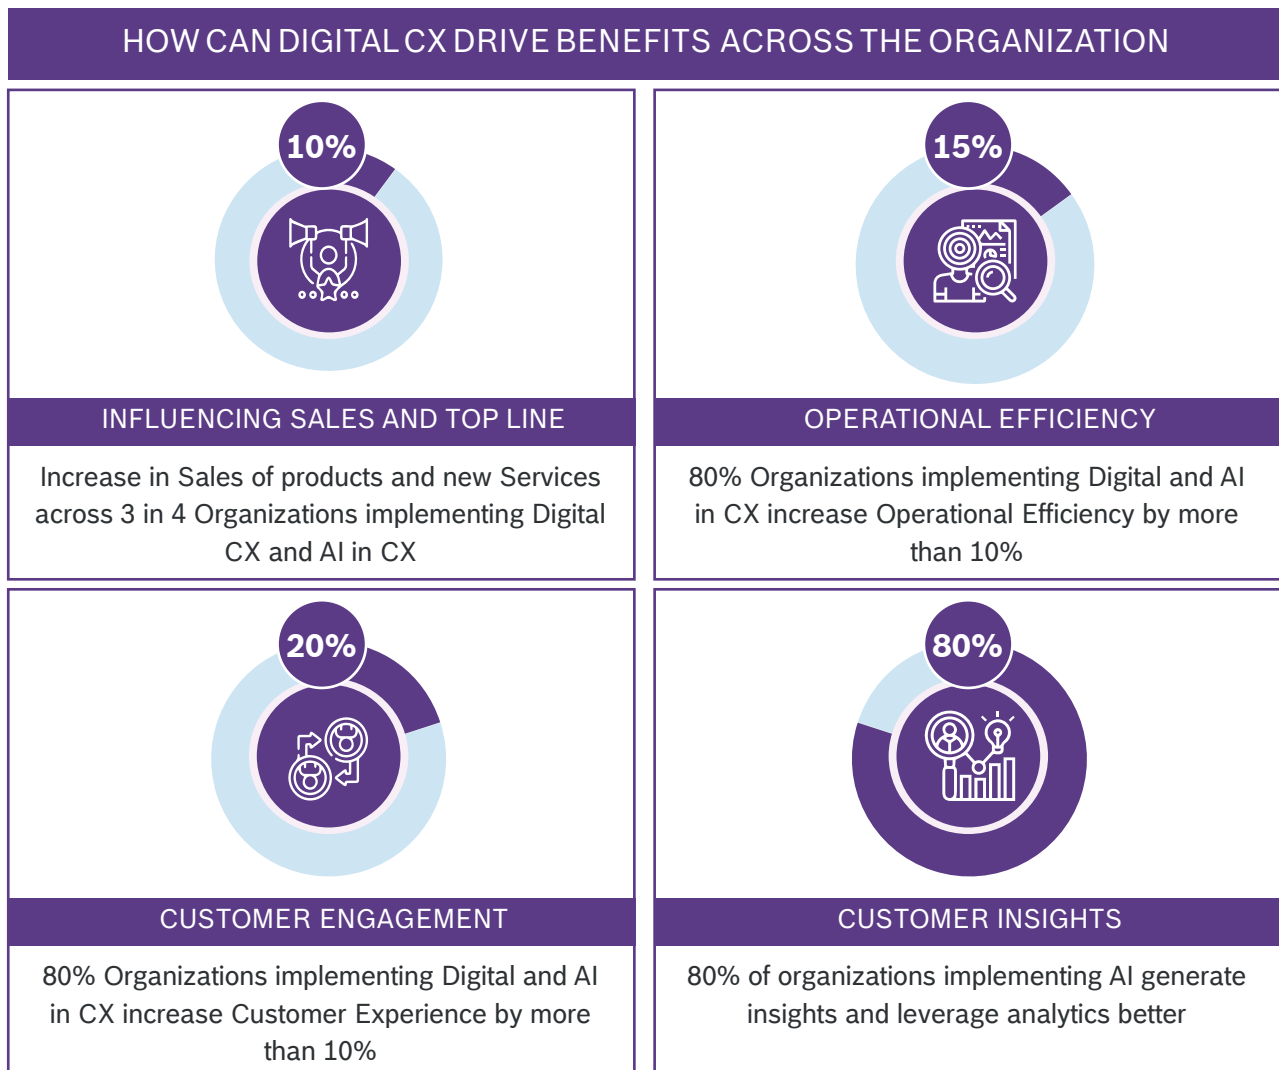 HOW CAN DIGITAL CX DRIVE BENEFITS ACROSS THE ORGANIZATION
10%
INFLUENCING SALES AND TOP LINE
Increase in Sales of products and new Services
across 3 in 4 Organizations implementing Digital
CX and AI in CX
15%
OPERATIONAL EFFICIENCY
80% Organizations implementing Digital and AI
in CX increase Operational Efficiency by more
than 10%
20%
CUSTOMER ENGAGEMENT
80% Organizations implementing Digital and AI
in CX increase Customer Experience by more
than 10%
80%
CUSTOMER INSIGHTS
80% of organizations implementing AI generate
insights and leverage analytics better